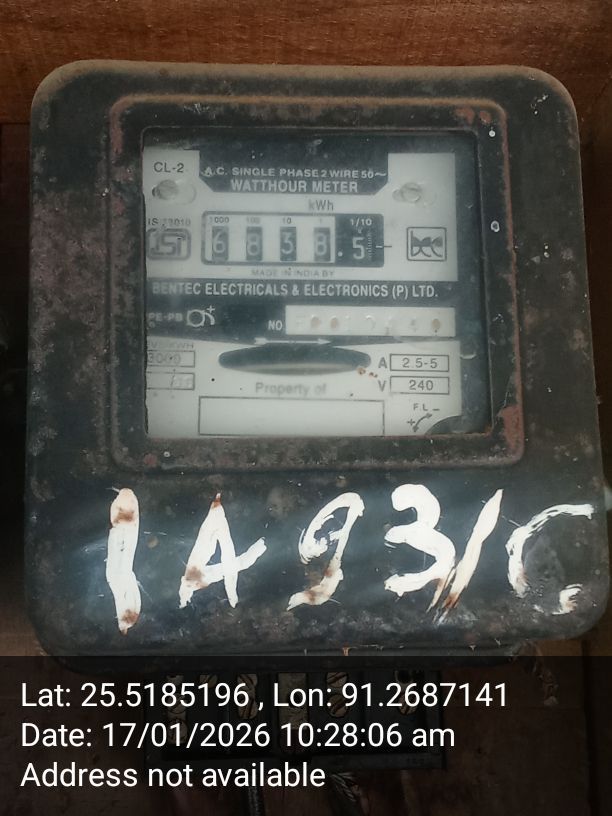 CL-2
A.C. SINGLE PHASE 2 WIRE 50~
WATTHOUR METER
kWh
1000 100 10 1 1/10
6 8 3 8 . 5
MADE IN INDIA BY
BENTEC ELECTRICALS & ELECTRONICS (P) LTD.
PE-PB
NO
A 2.5-5
V 240
Property of
F.L
1A93/C
Lat: 25.5185196 , Lon: 91.2687141
Date: 17/01/2026 10:28:06 am
Address not available